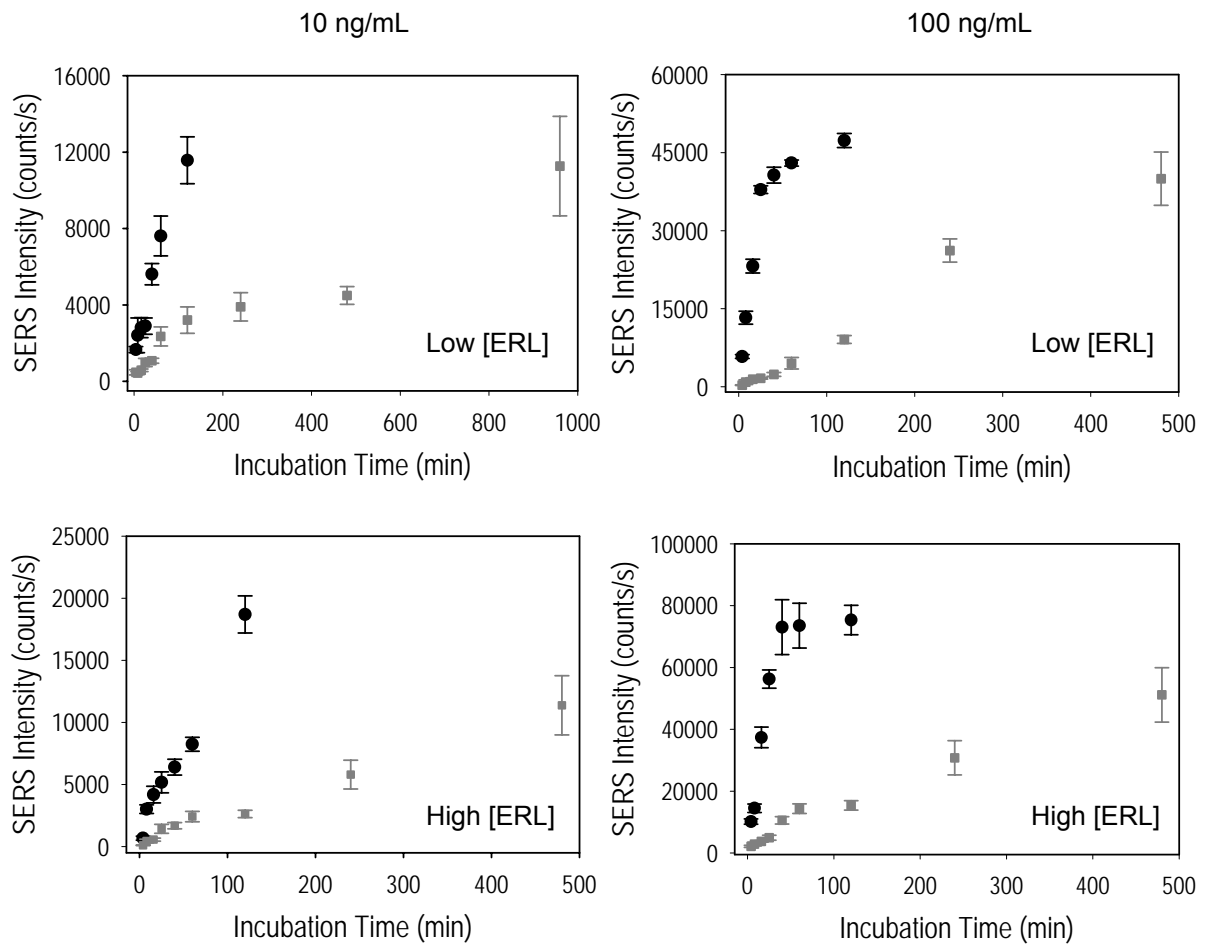 10 ng/mL
100 ng/mL
SERS Intensity (counts/s)
16000
12000
8000
4000
0
Low [ERL]
0 200 400 600 800 1000
Incubation Time (min)
SERS Intensity (counts/s)
60000
45000
30000
15000
0
Low [ERL]
0 100 200 300 400 500
Incubation Time (min)
SERS Intensity (counts/s)
25000
20000
15000
10000
5000
0
High [ERL]
0 100 200 300 400 500
Incubation Time (min)
SERS Intensity (counts/s)
100000
80000
60000
40000
20000
0
High [ERL]
0 100 200 300 400 500
Incubation Time (min)